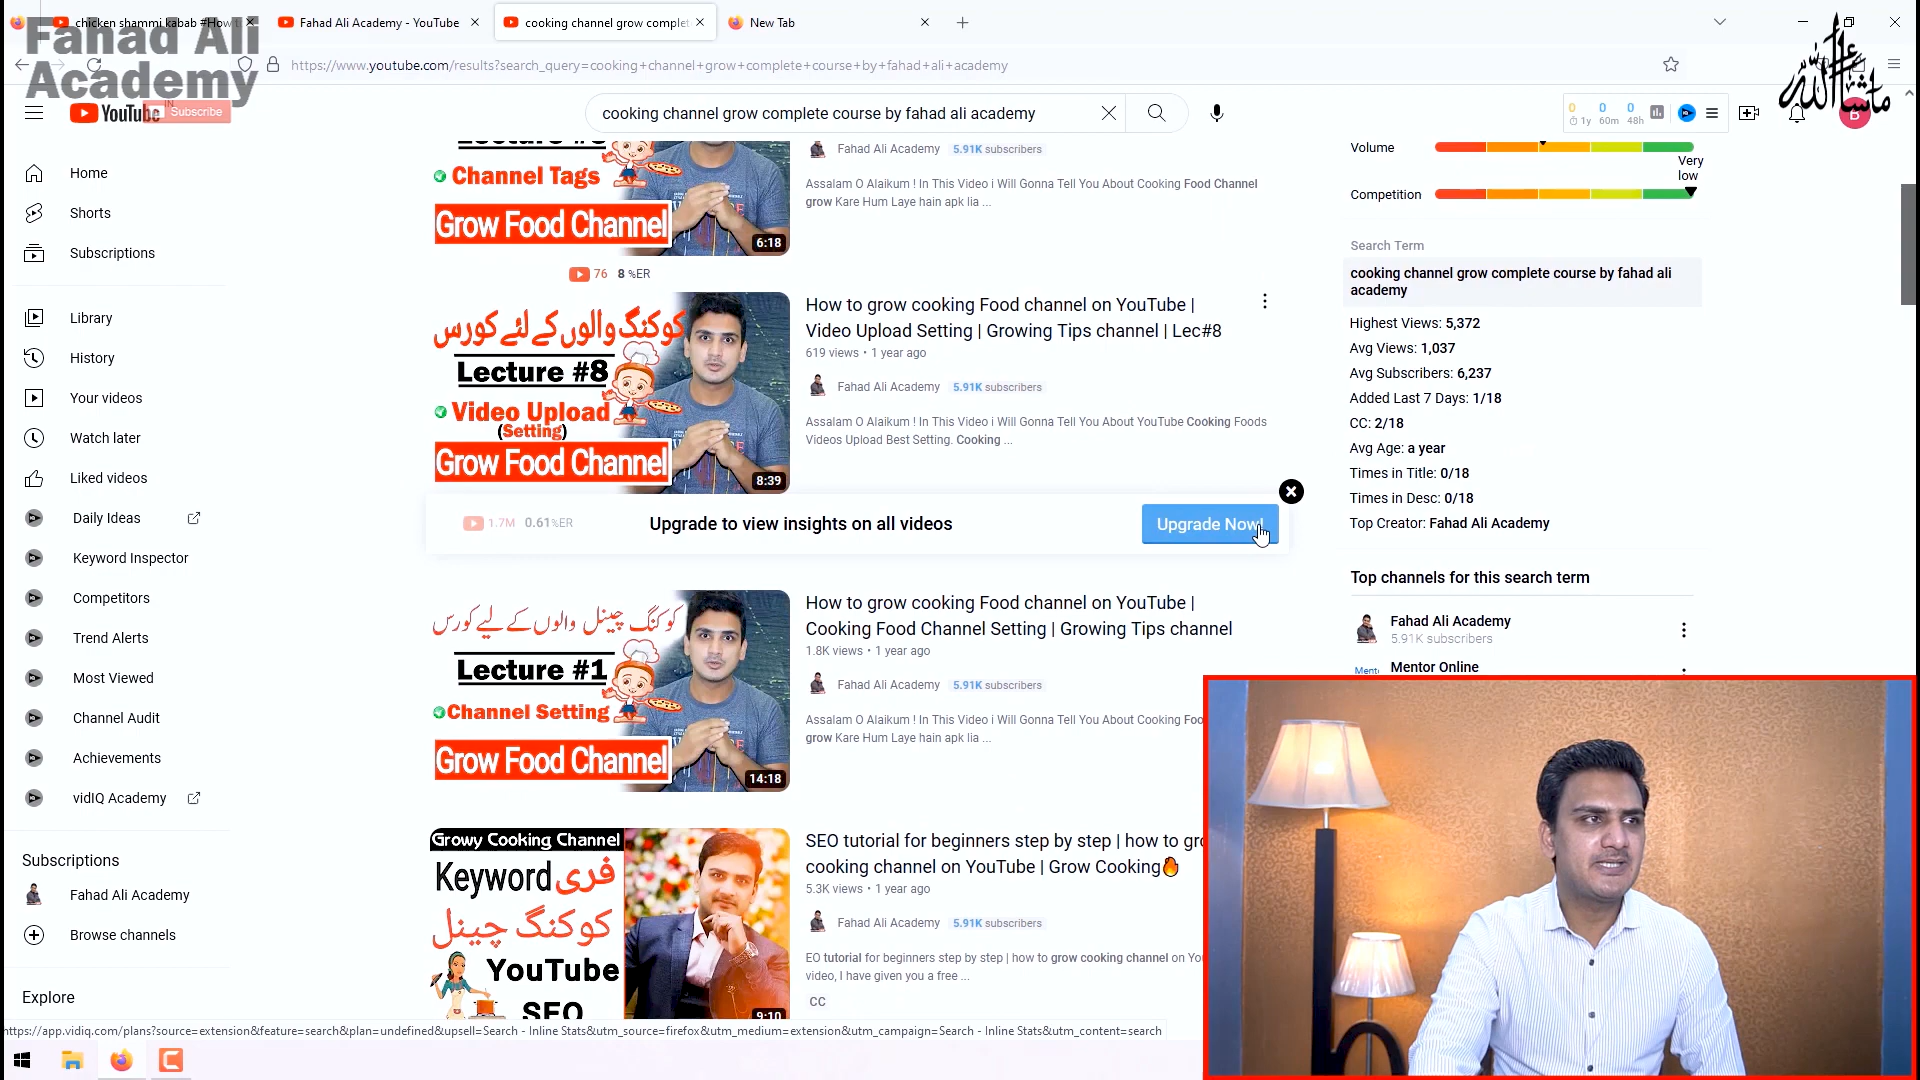 chicken shammi kabab #How t
Fahad Ali Academy - YouTube
cooking channel grow complet
New Tab
Fahad Ali
Academy
https://www.youtube.com/results?search_query=cooking+channel+grow+complete+course+by+fahad+ali+academy
ماشاءالله
YouTube
IN
Subscribe
cooking channel grow complete course by fahad ali academy
0 0 0
1y 60m 48h
B
Home
Shorts
Subscriptions
Library
History
Your videos
Watch later
Liked videos
Daily Ideas
Keyword Inspector
Competitors
Trend Alerts
Most Viewed
Channel Audit
Achievements
vidIQ Academy
Subscriptions
Fahad Ali Academy
Browse channels
Explore
Channel Tags
Grow Food Channel
6:18
Fahad Ali Academy 5.91K subscribers
Assalam O Alaikum ! In This Video i Will Gonna Tell You About Cooking Food Channel
grow Kare Hum Laye hain apk lia ...
76 8 %ER
کوکنگ والوں کے لئے کورس
Lecture #8
Video Upload
(Setting)
Grow Food Channel
8:39
How to grow cooking Food channel on YouTube |
Video Upload Setting | Growing Tips channel | Lec#8
619 views • 1 year ago
Fahad Ali Academy 5.91K subscribers
Assalam O Alaikum ! In This Video i Will Gonna Tell You About YouTube Cooking Foods
Videos Upload Best Setting. Cooking ...
1.7M 0.61%ER
Upgrade to view insights on all videos
Upgrade Now!
کوکنگ چینل والوں کے لیے کورس
Lecture #1
Channel Setting
Grow Food Channel
14:18
How to grow cooking Food channel on YouTube |
Cooking Food Channel Setting | Growing Tips channel
1.8K views • 1 year ago
Fahad Ali Academy 5.91K subscribers
Assalam O Alaikum ! In This Video i Will Gonna Tell You About Cooking Foo
grow Kare Hum Laye hain apk lia ...
Growy Cooking Channel
Keyword فری
کوکنگ چینل
YouTube
SEO
9:10
SEO tutorial for beginners step by step | how to gro
cooking channel on YouTube | Grow Cooking🔥
5.3K views • 1 year ago
Fahad Ali Academy 5.91K subscribers
EO tutorial for beginners step by step | how to grow cooking channel on You
video, I have given you a free ...
CC
Volume
Very
low
Competition
Search Term
cooking channel grow complete course by fahad ali
academy
Highest Views: 5,372
Avg Views: 1,037
Avg Subscribers: 6,237
Added Last 7 Days: 1/18
CC: 2/18
Avg Age: a year
Times in Title: 0/18
Times in Desc: 0/18
Top Creator: Fahad Ali Academy
Top channels for this search term
Fahad Ali Academy
5.91K subscribers
Mentor Online
https://app.vidiq.com/plans?source=extension&feature=search&plan=undefined&upsell=Search - Inline Stats&utm_source=firefox&utm_medium=extension&utm_campaign=Search - Inline Stats&utm_content=search